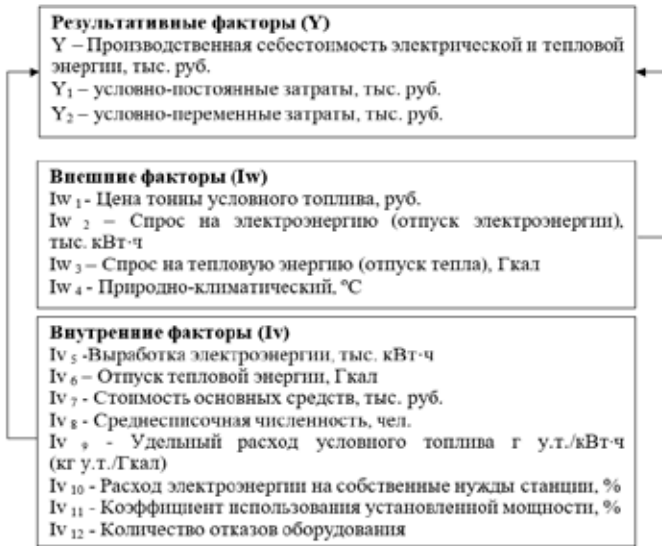 Результативные факторы (Y)
Y – Производственная себестоимость электрической и тепловой
энергии, тыс. руб.
Y1 – условно-постоянные затраты, тыс. руб.
Y2 – условно-переменные затраты, тыс. руб.
Внешние факторы (Iw)
Iw 1 - Цена тонны условного топлива, руб.
Iw 2 – Спрос на электроэнергию (отпуск электроэнергии),
тыс. кВт·ч
Iw 3 – Спрос на тепловую энергию (отпуск тепла), Гкал
Iw 4 - Природно-климатический, ºС
Внутренние факторы (Iv)
Iv 5 -Выработка электроэнергии, тыс. кВт·ч
Iv 6 – Отпуск тепловой энергии, Гкал
Iv 7 - Стоимость основных средств, тыс. руб.
Iv 8 - Среднесписочная численность, чел.
Iv 9 - Удельный расход условного топлива г у.т./кВт·ч
(кг у.т./Гкал)
Iv 10 - Расход электроэнергии на собственные нужды станции, %
Iv 11 - Коэффициент использования установленной мощности, %
Iv 12 - Количество отказов оборудования